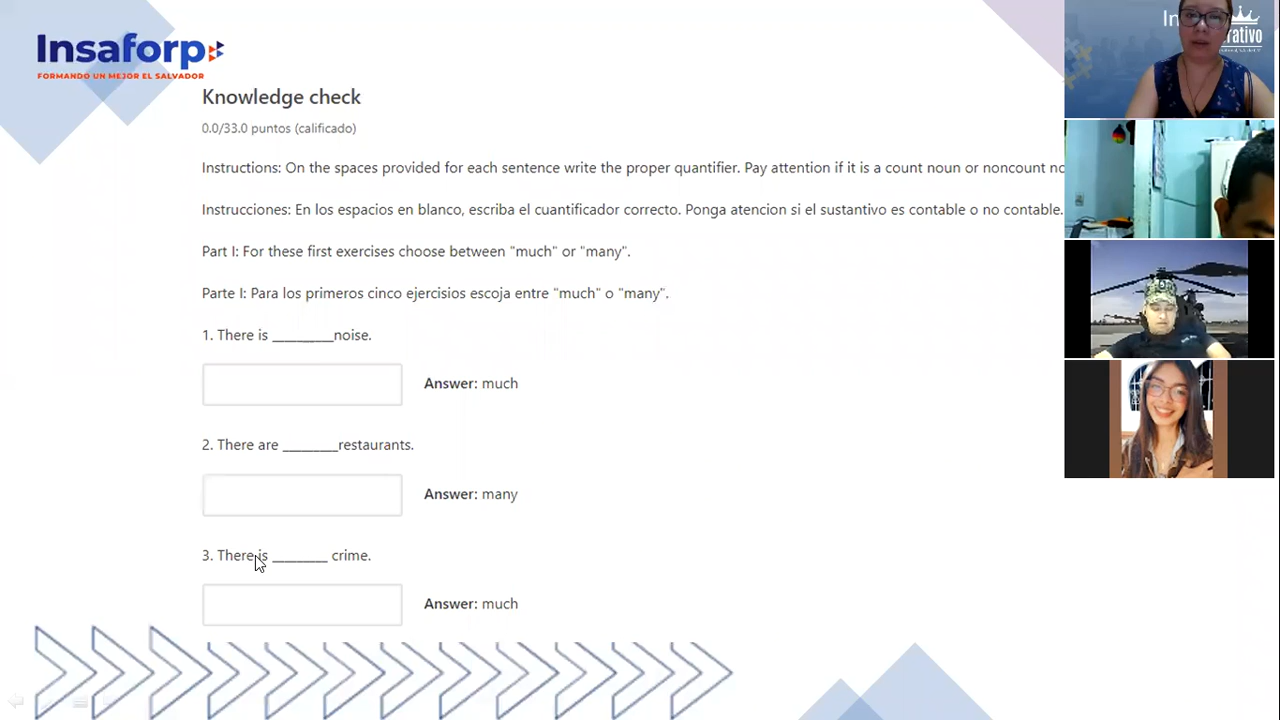 Insaforp
FORMANDO UN MEJOR EL SALVADOR
Knowledge check
0.0/33.0 puntos (calificado)
Instructions: On the spaces provided for each sentence write the proper quantifier. Pay attention if it is a count noun or noncount no
Instrucciones: En los espacios en blanco, escriba el cuantificador correcto. Ponga atencion si el sustantivo es contable o no contable.
Part I: For these first exercises choose between "much" or "many".
Parte I: Para los primeros cinco ejercisios escoja entre "much" o "many".
1. There is _________noise.
Answer: much
2. There are ________restaurants.
Answer: many
3. There is ________ crime.
Answer: much